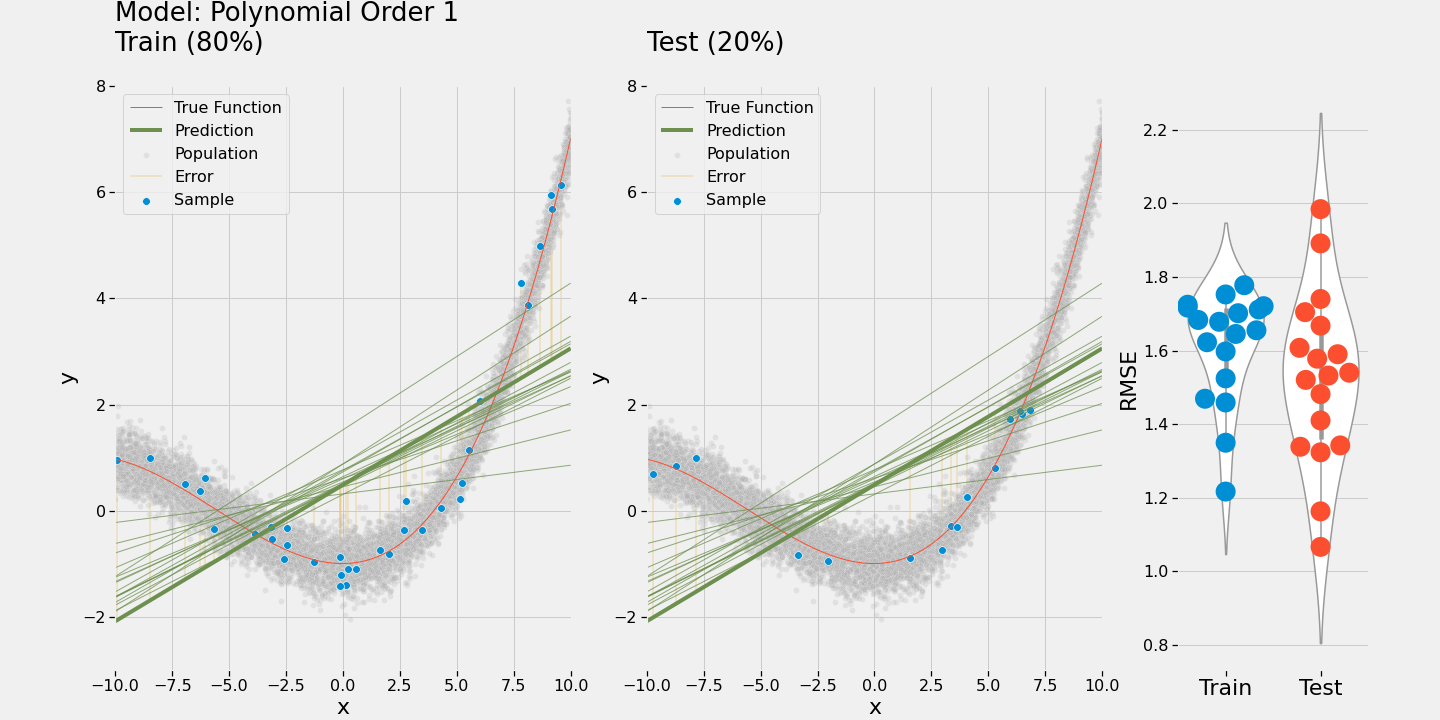 Model: Polynomial Order 1
Train (80%)
Test (20%)
8
6
4
2
0
−2
y
True Function
Prediction
Population
Error
Sample
−10.0 −7.5 −5.0 −2.5 0.0 2.5 5.0 7.5 10.0
x
8
6
4
2
0
−2
y
True Function
Prediction
Population
Error
Sample
−10.0 −7.5 −5.0 −2.5 0.0 2.5 5.0 7.5 10.0
x
2.2
2.0
1.8
1.6
1.4
1.2
1.0
0.8
RMSE
Train Test